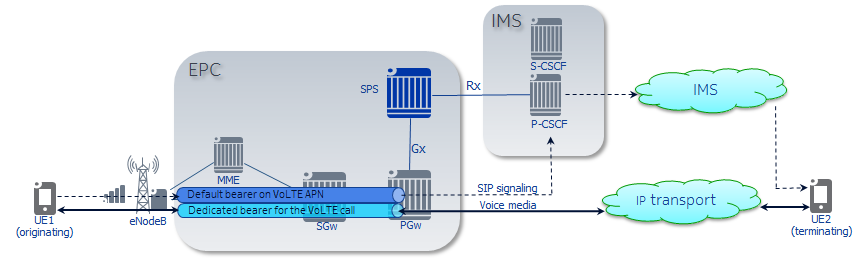 IMS
S-CSCF
EPC
SPS
Rx
P-CSCF
IMS
Gx
MME
Default bearer on VoLTE APN
SIP signaling
Dedicated bearer for the VoLTE call
Voice media
IP transport
UE1
(originating)
eNodeB
SGw
PGw
UE2
(terminating)